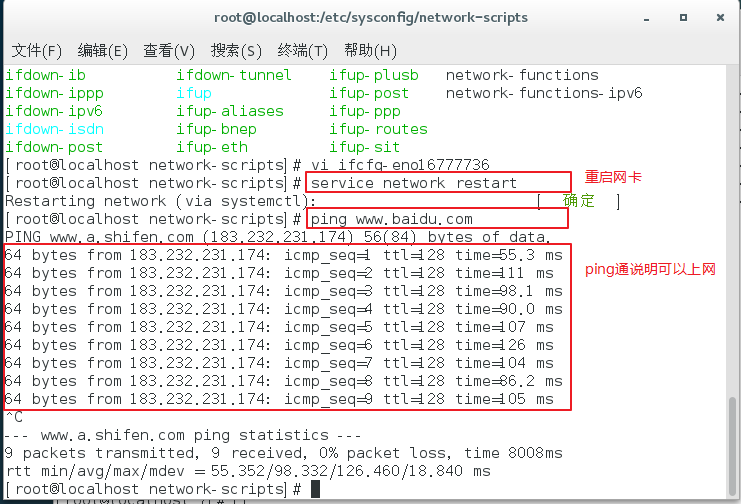 root@localhost:/etc/sysconfig/network-scripts
文件(F) 编辑(E) 查看(V) 搜索(S) 终端(T) 帮助(H)
ifdown-ib ifdown-tunnel ifup-plusb network-functions
ifdown-ippp ifup ifup-post network-functions-ipv6
ifdown-ipv6 ifup-aliases ifup-ppp
ifdown-isdn ifup-bnep ifup-routes
ifdown-post ifup-eth ifup-sit
[root@localhost network-scripts]# vi ifcfg-eno16777736
[root@localhost network-scripts]# service network restart 重启网卡
Restarting network (via systemctl): [ 确定 ]
[root@localhost network-scripts]# ping www.baidu.com
PING www.a.shifen.com (183.232.231.174) 56(84) bytes of data.
64 bytes from 183.232.231.174: icmp_seq=1 ttl=128 time=55.3 ms
64 bytes from 183.232.231.174: icmp_seq=2 ttl=128 time=111 ms ping通说明可以上网
64 bytes from 183.232.231.174: icmp_seq=3 ttl=128 time=98.1 ms
64 bytes from 183.232.231.174: icmp_seq=4 ttl=128 time=90.0 ms
64 bytes from 183.232.231.174: icmp_seq=5 ttl=128 time=107 ms
64 bytes from 183.232.231.174: icmp_seq=6 ttl=128 time=126 ms
64 bytes from 183.232.231.174: icmp_seq=7 ttl=128 time=104 ms
64 bytes from 183.232.231.174: icmp_seq=8 ttl=128 time=86.2 ms
64 bytes from 183.232.231.174: icmp_seq=9 ttl=128 time=105 ms
^C
--- www.a.shifen.com ping statistics ---
9 packets transmitted, 9 received, 0% packet loss, time 8008ms
rtt min/avg/max/mdev = 55.352/98.332/126.460/18.840 ms
[root@localhost network-scripts]#